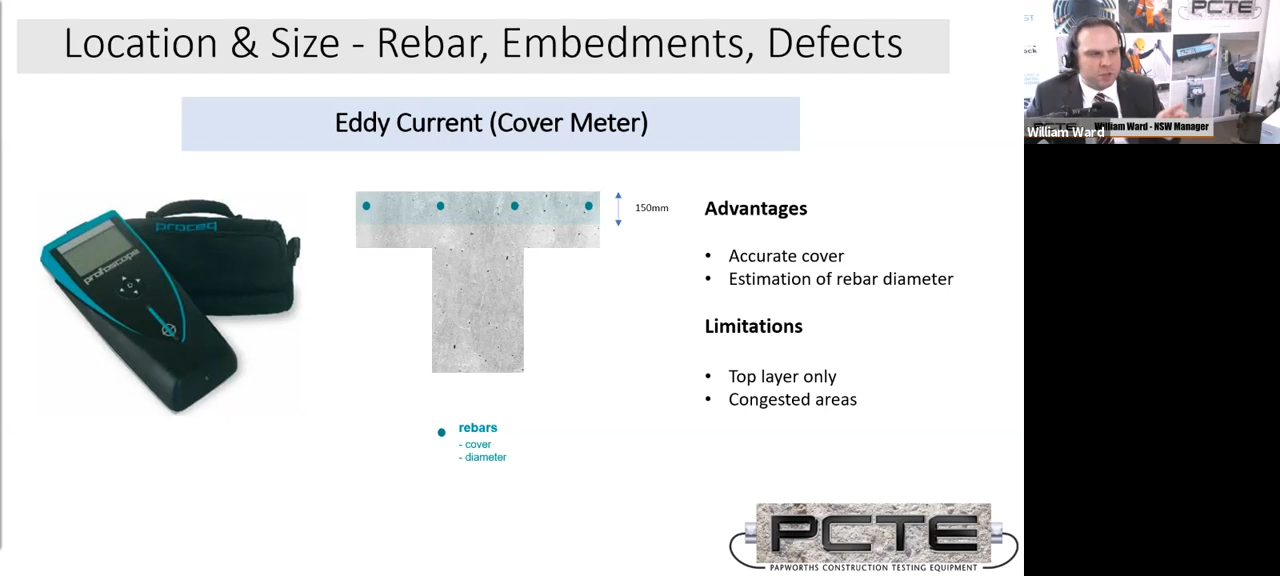 Location & Size - Rebar, Embedments, Defects
Eddy Current (Cover Meter)
proceq
profoscope
150mm
Advantages
• Accurate cover
• Estimation of rebar diameter
Limitations
• Top layer only
• Congested areas
rebars
- cover
- diameter
PCTE
PAPWORTHS CONSTRUCTION TESTING EQUIPMENT
PCTE
William Ward - NSW Manager
William Ward